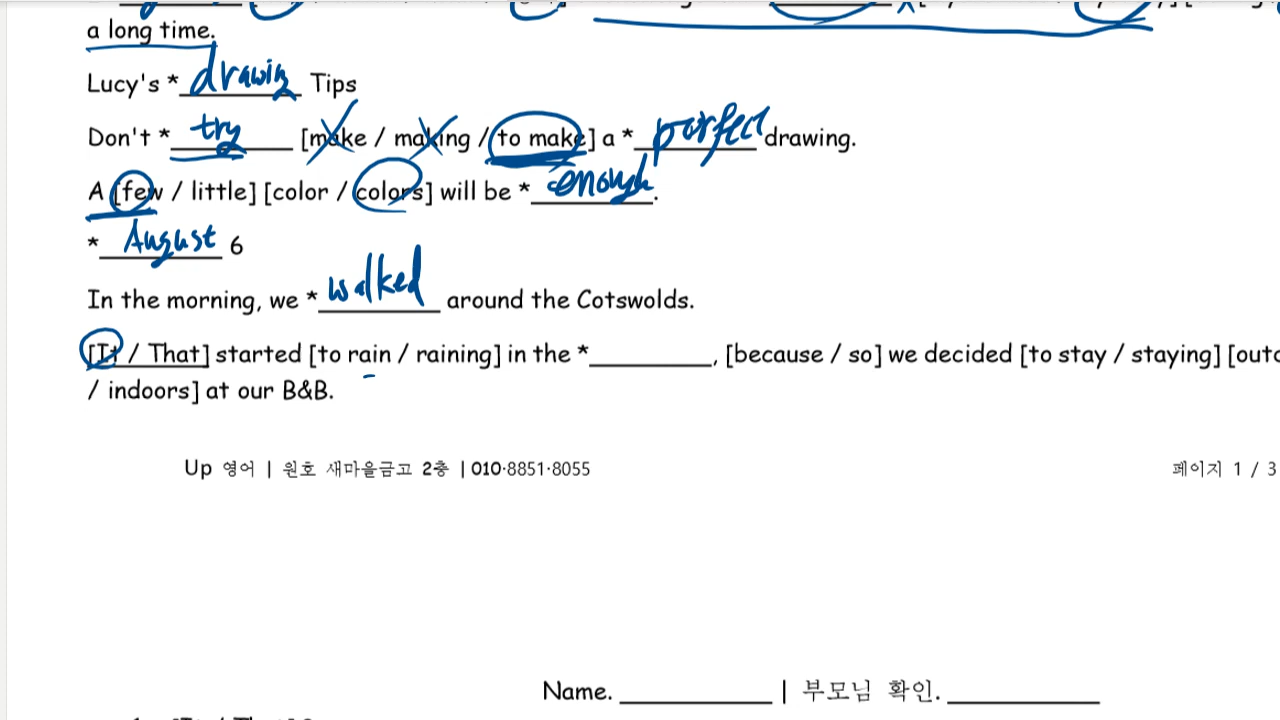 a long time.
Lucy's * drawing Tips
Don't * try [make / making / to make] a * perfect drawing.
A [few / little] [color / colors] will be * enough.
* August 6
In the morning, we * walked around the Cotswolds.
[It / That] started [to rain / raining] in the *__________, [because / so] we decided [to stay / staying]
/ indoors] at our B&B.
Up 영어 | 원호 새마을금고 2층 | 010·8851·8055
페이지 1 / 3
Name. ____________ | 부모님 확인. ____________